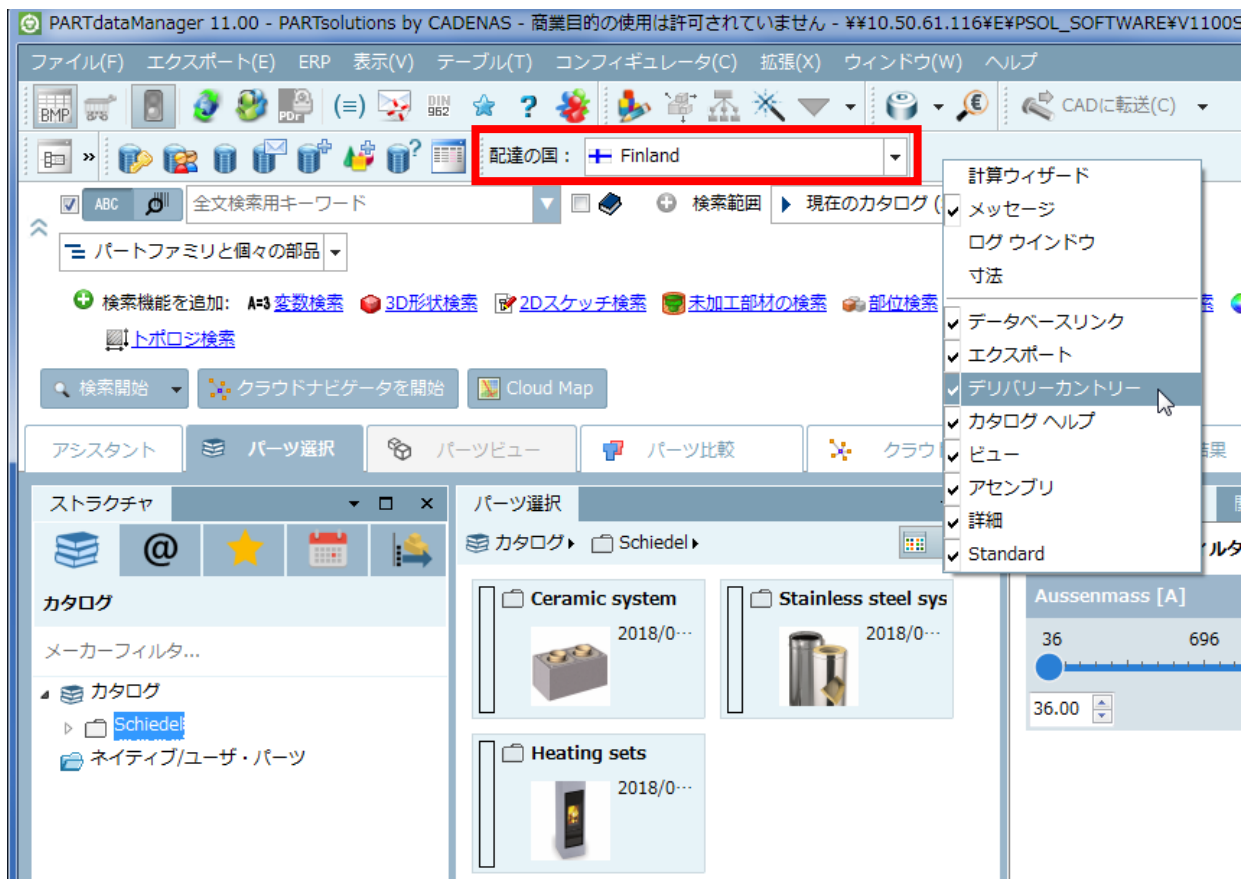 PARTdataManager 11.00 - PARTsolutions by CADENAS - 商業目的の使用は許可されていません - ¥¥10.50.61.116¥E¥PSOL_SOFTWARE¥V1100S
ファイル(F) エクスポート(E) ERP 表示(V) テーブル(T) コンフィギュレータ(C) 拡張(X) ウィンドウ(W) ヘルプ
BMP PDF (=) DIN 962 ? CADに転送(C)
» 配達の国： Finland
計算ウィザード
ABC 全文検索用キーワード 検索範囲 現在のカタログ (
メッセージ
ログ ウインドウ
パートファミリと個々の部品
寸法
検索機能を追加: A=3 変数検索 3D形状検索 2Dスケッチ検索 未加工部材の検索 部位検索
データベースリンク
トポロジ検索
エクスポート
検索開始 クラウドナビゲータを開始 Cloud Map
デリバリーカントリー
カタログ ヘルプ
アシスタント パーツ選択 パーツビュー パーツ比較 クラウ 結果
ビュー
アセンブリ
ストラクチャ パーツ選択
詳細
@ カタログ Schiedel
Standard
ィルタ
カタログ
Ceramic system
2018/0…
Stainless steel sys
2018/0…
Aussenmass [A]
36 696
メーカーフィルタ...
カタログ
36.00
Schiedel
ネイティブ/ユーザ・パーツ
Heating sets
2018/0…